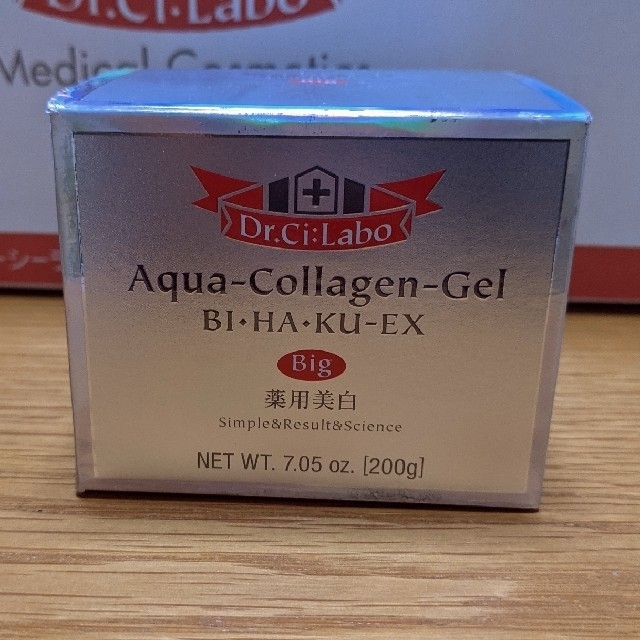 Dr.Ci:Labo
Medical Cosmetics
Dr.Ci:Labo
Aqua-Collagen-Gel
BI・HA・KU-EX
Big
薬用美白
Simple&Result&Science
NET WT. 7.05 oz. [200g]